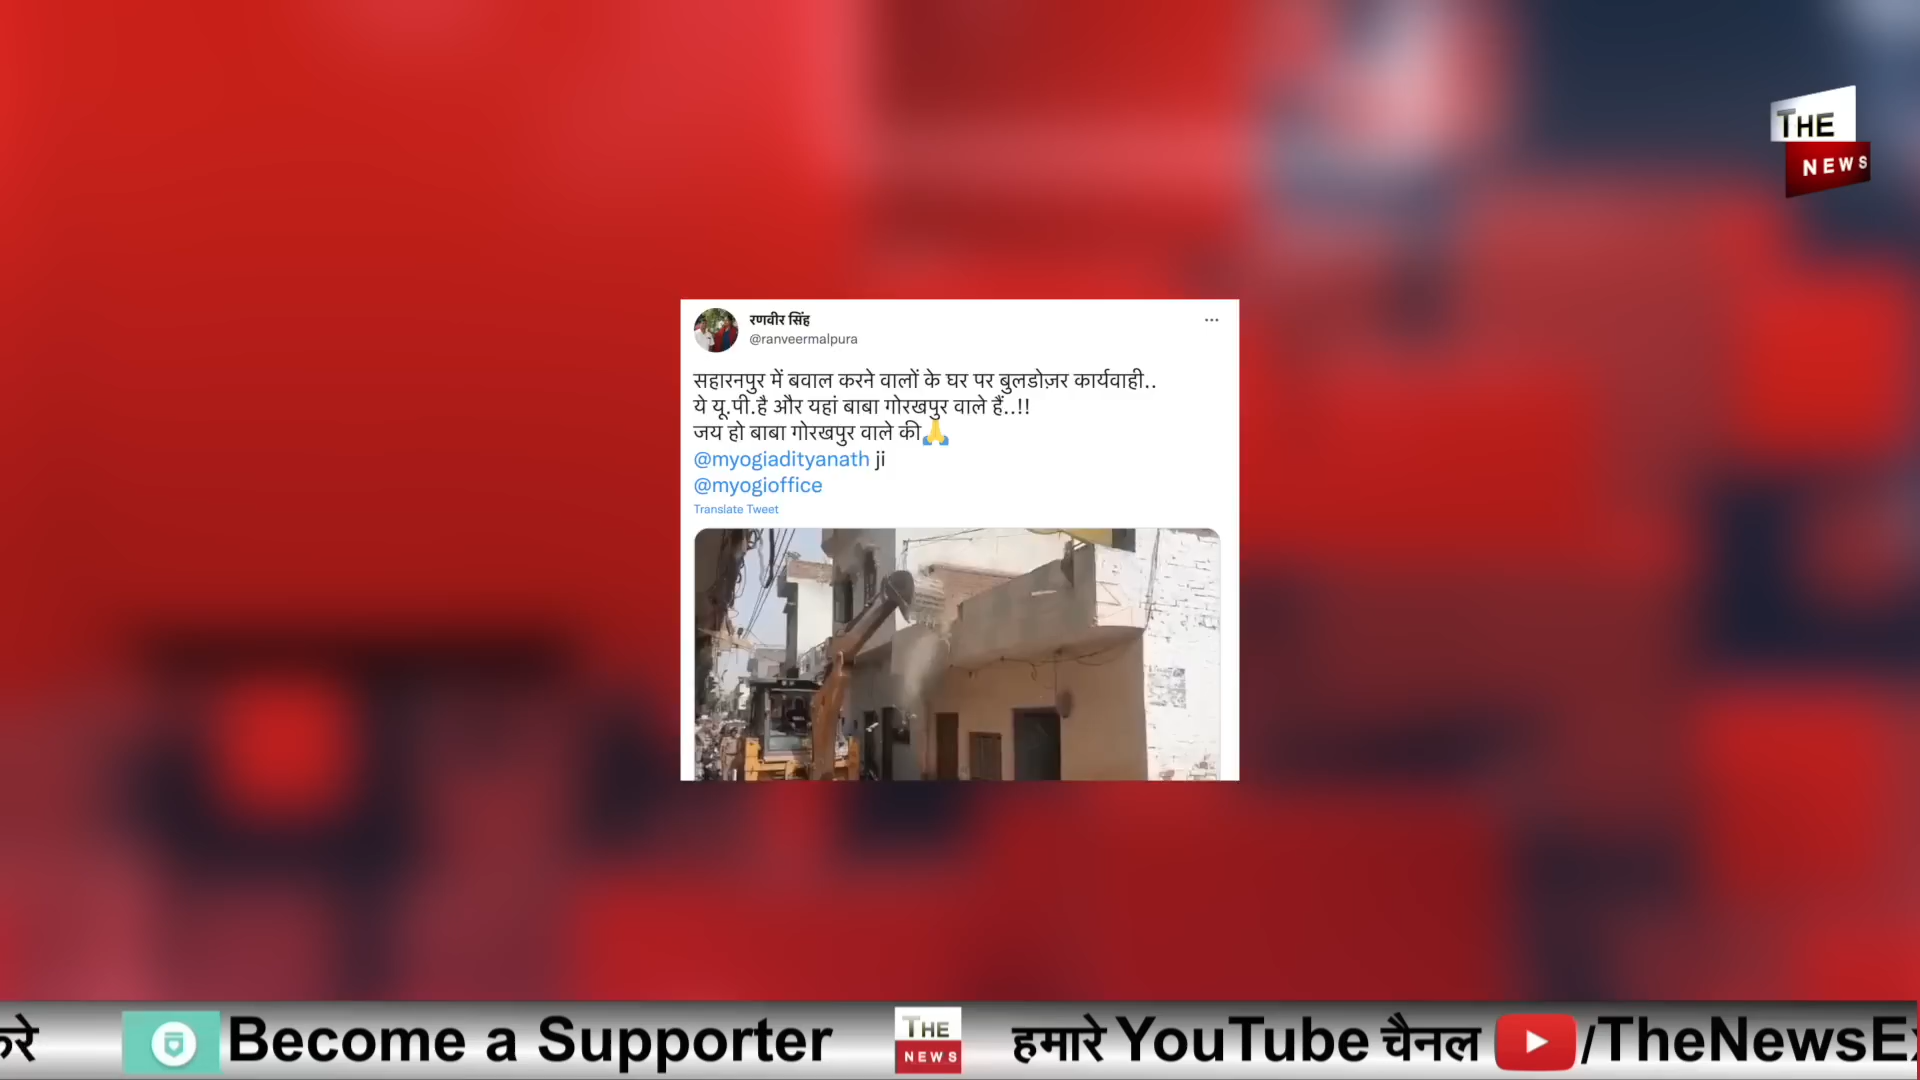 THE
NEWS
रणवीर सिंह
@ranveermalpura
सहारनपुर में बवाल करने वालों के घर पर बुलडोज़र कार्यवाही..
ये यू.पी.है और यहां बाबा गोरखपुर वाले हैं..!!
जय हो बाबा गोरखपुर वाले की🙏
@myogiadityanath ji
@myogioffice
Translate Tweet
Become a Supporter THE NEWS हमारे YouTube चैनल /TheNewsE